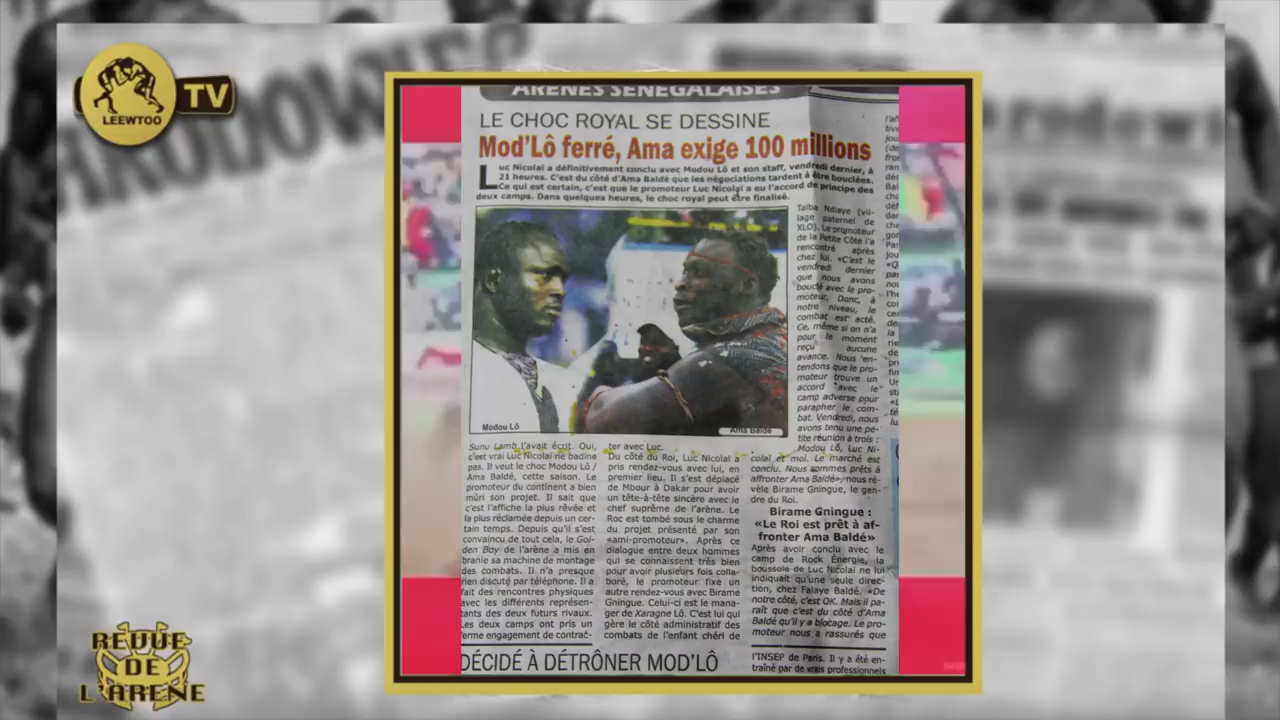 LEEWTOO
TV
REVUE
DE
L'ARÈNE
ARENES SENEGALAISES
LE CHOC ROYAL SE DESSINE
Mod'Lô ferré, Ama exige 100 millions
Luc Nicolaï a définitivement conclu avec Modou Lô et son staff, vendredi dernier, à
21 heures. C'est du côté d'Ama Baldé que les négociations tardent à être bouclées.
Ce qui est certain, c'est que le promoteur Luc Nicolaï a eu l'accord de principe des
deux camps. Dans quelques heures, le choc royal peut être finalisé.
Modou Lô
Ama Baldé
Sunu Lamb l'avait écrit. Oui,
c'est vrai Luc Nicolaï ne badine
pas. Il veut le choc Modou Lô /
Ama Baldé, cette saison. Le
promoteur du continent a bien
mûri son projet. Il sait que
c'est l'affiche la plus rêvée et
la plus réclamée depuis un cer-
tain temps. Depuis qu'il s'est
convaincu de tout cela, le Gol-
den Boy de l'arène a mis en
branle sa machine de montage
des combats. Il n'a presque
rien discuté par téléphone. Il a
fait des rencontres physiques
avec les différents représen-
tants des deux futurs rivaux.
Les deux camps ont pris un
ferme engagement de contrac-
ter avec Luc.
Du côté du Roi, Luc Nicolaï a
pris rendez-vous avec lui, en
premier lieu. Il s'est déplacé
de Mbour à Dakar pour avoir
un tête-à-tête sincère avec le
chef suprême de l'arène. Le
Roc est tombé sous le charme
du projet présenté par son
«ami-promoteur». Après ce
dialogue entre deux hommes
qui se connaissent très bien
pour avoir plusieurs fois colla-
boré, le promoteur fixe un
autre rendez-vous avec Birame
Gningue. Celui-ci est le mana-
ger de Xaragne Lô. C'est lui qui
gère le côté administratif des
combats de l'enfant chéri de
Taïba Ndiaye (vil-
lage paternel de
XLO). Le promoteur
de la Petite Côte l'a
rencontré après
chez lui. «C'est le
vendredi dernier
que nous avons
bouclé avec le pro-
moteur. Donc, à
notre niveau, le
combat est acté.
Ce, même si on n'a
pour le moment
reçu aucune
avance. Nous en-
tendons que le pro-
moteur trouve un
accord avec le
camp adverse pour
parapher le com-
bat. Vendredi, nous
avons tenu une pe-
tite réunion à trois :
Modou Lô, Luc Ni-
colaï et moi. Le marché est
conclu. Nous sommes prêts à
affronter Ama Baldé», nous ré-
vèle Birame Gningue, le gen-
dre du Roi.
Birame Gningue :
«Le Roi est prêt à af-
fronter Ama Baldé»
Après avoir conclu avec le
camp de Rock Énergie, la
boussole de Luc Nicolaï ne lui
indiquait qu'une seule direc-
tion, chez Falaye Baldé. «De
notre côté, c'est OK. Mais il pa-
raît que c'est du côté d'Ama
Baldé qu'il y a blocage. Le pro-
moteur nous a rassurés que
DÉCIDÉ À DÉTRÔNER MOD'LÔ
l'INSEP de Paris. Il y a été en-
traîné par de vrais professionnels